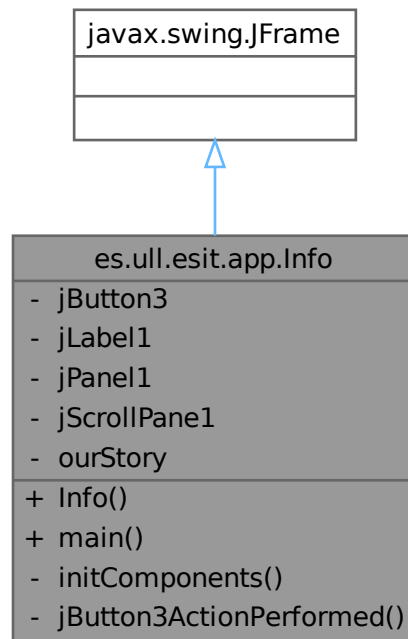 javax.swing.JFrame
es.ull.esit.app.Info
- jButton3
- jLabel1
- jPanel1
- jScrollPane1
- ourStory
+ Info()
+ main()
- initComponents()
- jButton3ActionPerformed()